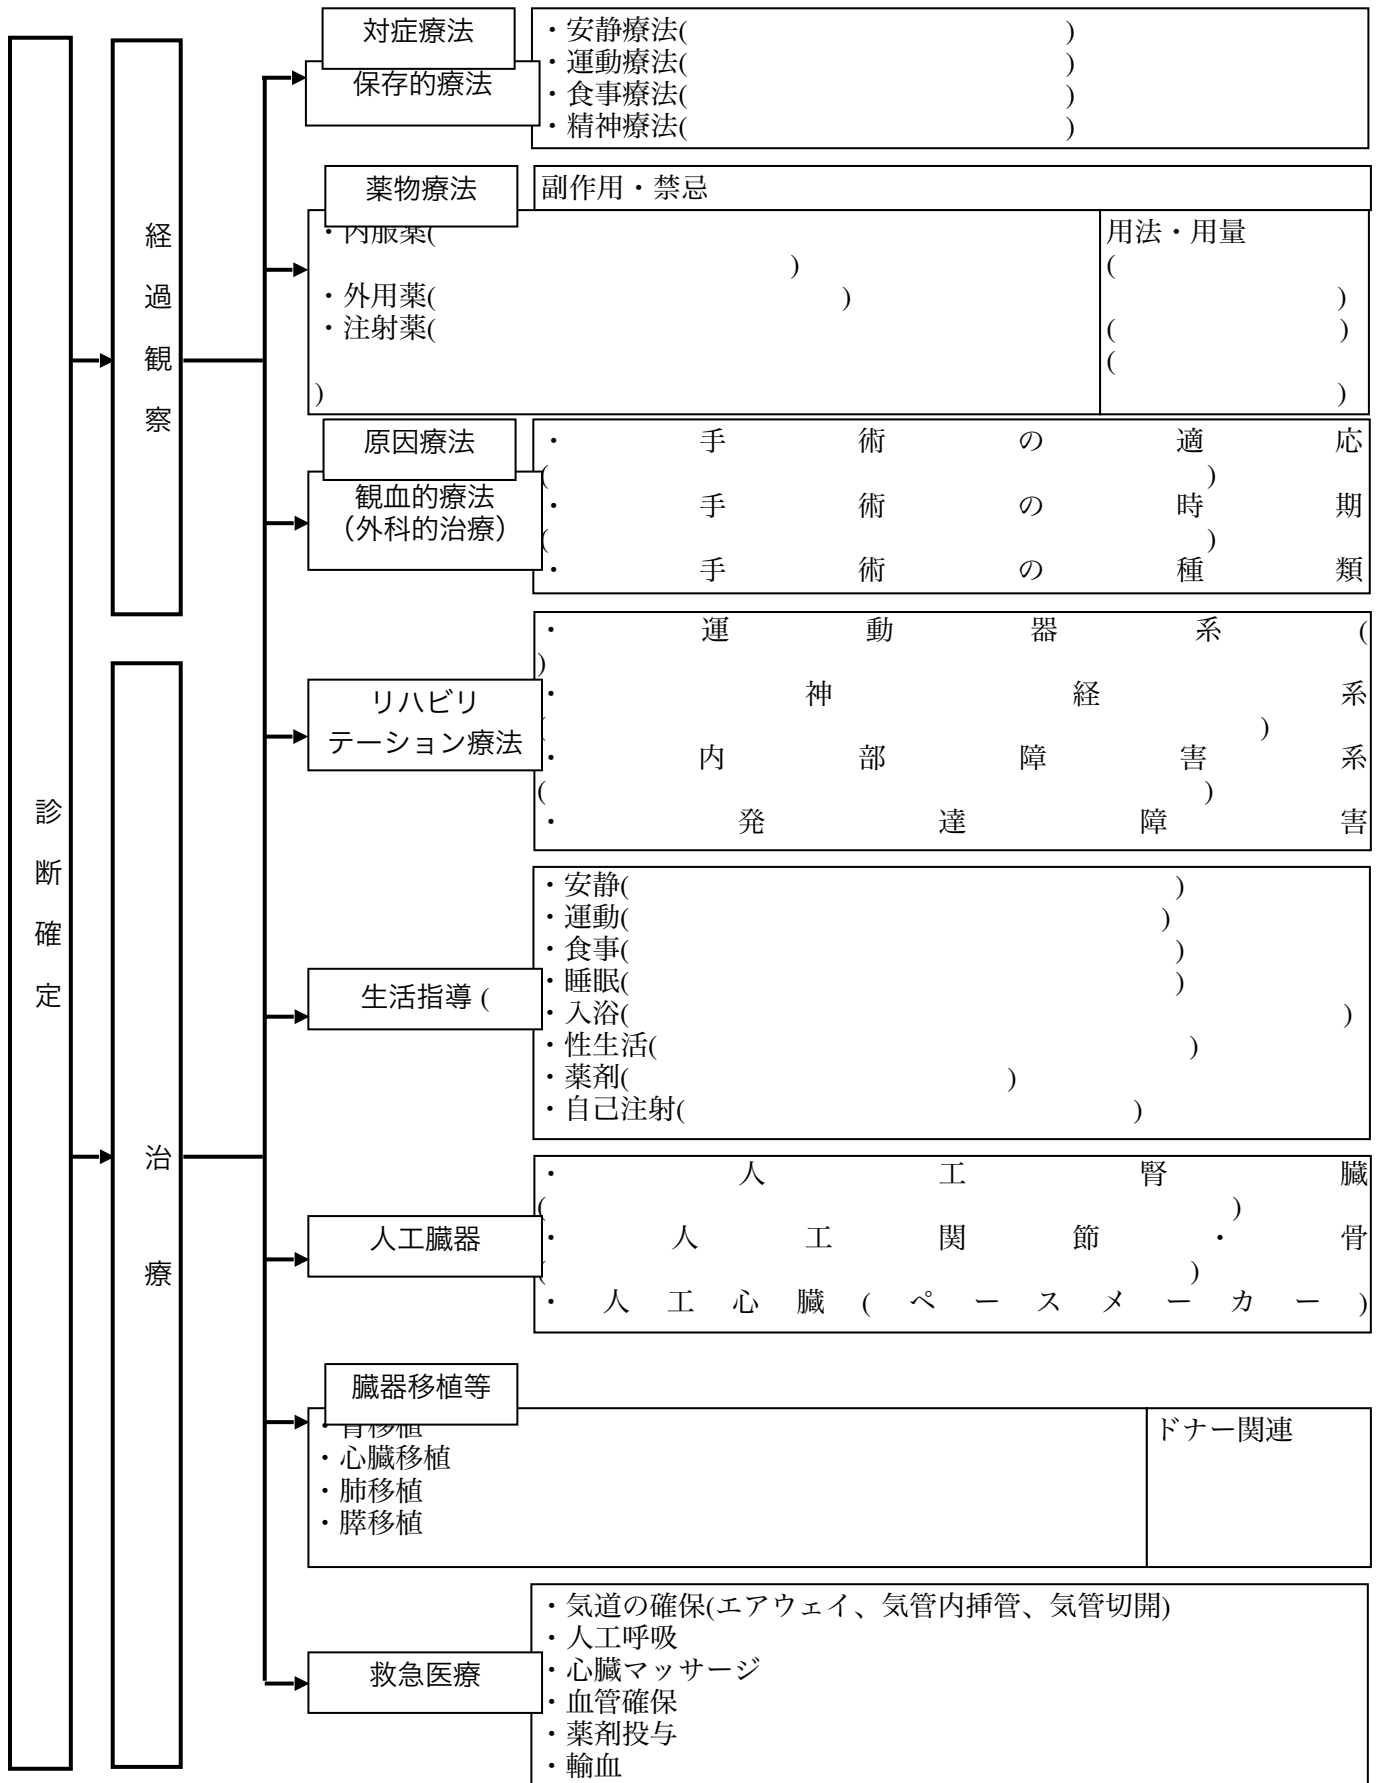 診断確定
経過観察
治療
対症療法
保存的療法
・安静療法( )
・運動療法( )
・食事療法( )
・精神療法( )
薬物療法
副作用・禁忌
・内服薬(
)
・外用薬( )
・注射薬(
)
用法・用量
(
)
( )
(
)
原因療法
観血的療法
（外科的治療）
・手術の適応
( )
・手術の時期
( )
・手術の種類
リハビリ
テーション療法
・運動器系(
)
・神経系
( )
・内部障害系
( )
・発達障害
生活指導 (
・安静( )
・運動( )
・食事( )
・睡眠( )
・入浴( )
・性生活( )
・薬剤( )
・自己注射( )
人工臓器
・人工腎臓
( )
・人工関節・骨
( )
・人工心臓(ペースメーカー)
臓器移植等
・心臓移植
・肺移植
・膵移植
ドナー関連
救急医療
・気道の確保(エアウェイ、気管内挿管、気管切開)
・人工呼吸
・心臓マッサージ
・血管確保
・薬剤投与
・輸血